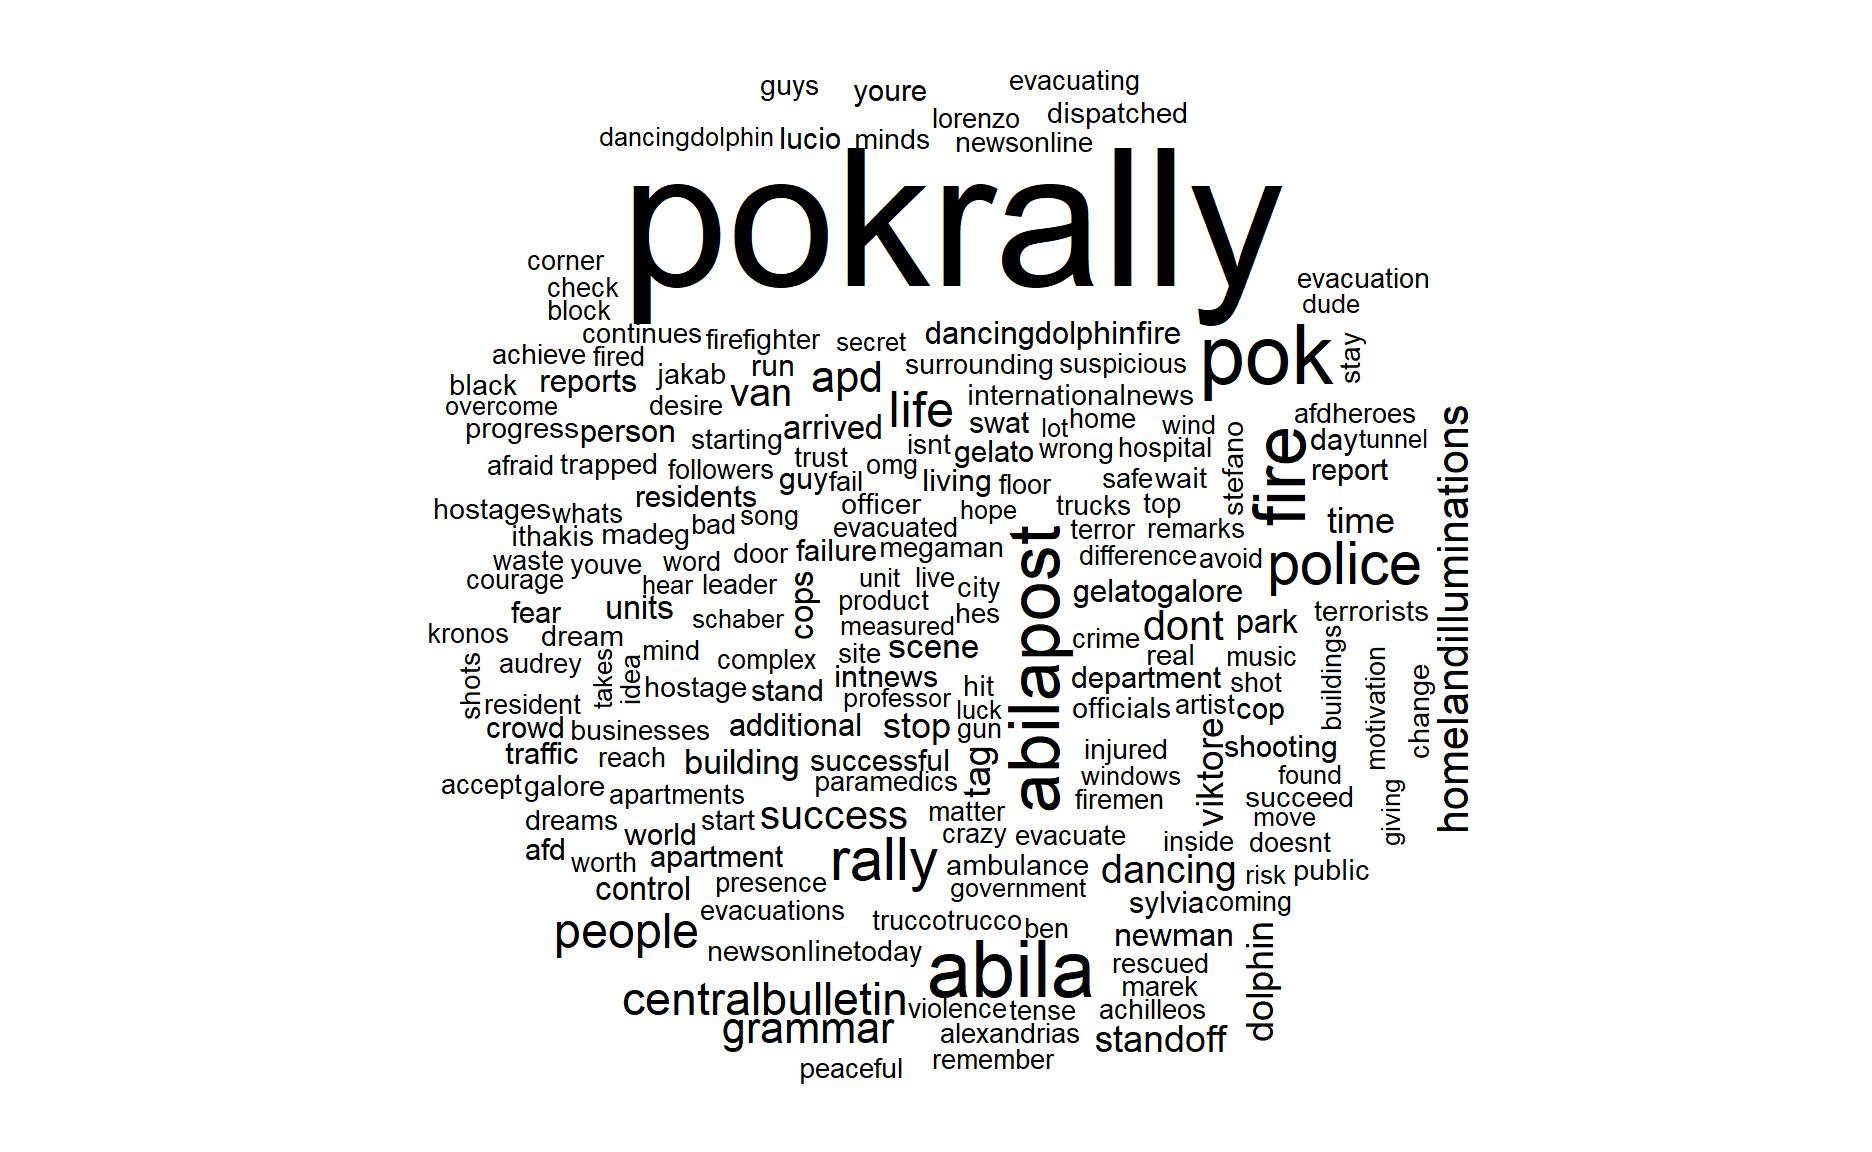 guys youre evacuating
lorenzo dispatched
dancingdolphin lucio minds newsonline
pokrally
corner
check
block
evacuation
dude
continues firefighter secret dancingdolphinfire
pok
stay
achieve fired jakab run apd surrounding suspicious
black reports van life internationalnews
overcome desire
progress person starting arrived swat lot home wind afdheroes
isnt gelato wrong hospital stefano fire day tunnel
homelandilluminations
afraid trapped followers trust omg report
residents guy fail living floor safe wait
hostages whats bad song officer hope trucks top time
ithakis madeg evacuated abilapost terror remarks
waste youve word door failure megaman difference avoid police
courage hear leader cops unit live city
fear units schaber product hes gelatogalore terrorists
kronos dream measured crime dont park
shots audrey takes idea mind complex site scene real music buildings motivation change
resident hostage stand intnews professor hit department shot
luck officials artist cop
crowd businesses additional stop gun
traffic reach building successful tag injured viktore shooting
accept galore apartments paramedics windows found
firemen succeed giving
dreams world start success matter move
afd worth apartment crazy evacuate inside doesnt
rally ambulance dancing risk public
control presence government
people evacuations truccotrucco ben sylvia coming
newsonlinetoday newman dolphin
abila rescued
centralbulletin violence tense marek
achilleos
grammar alexandrias standoff
peaceful remember